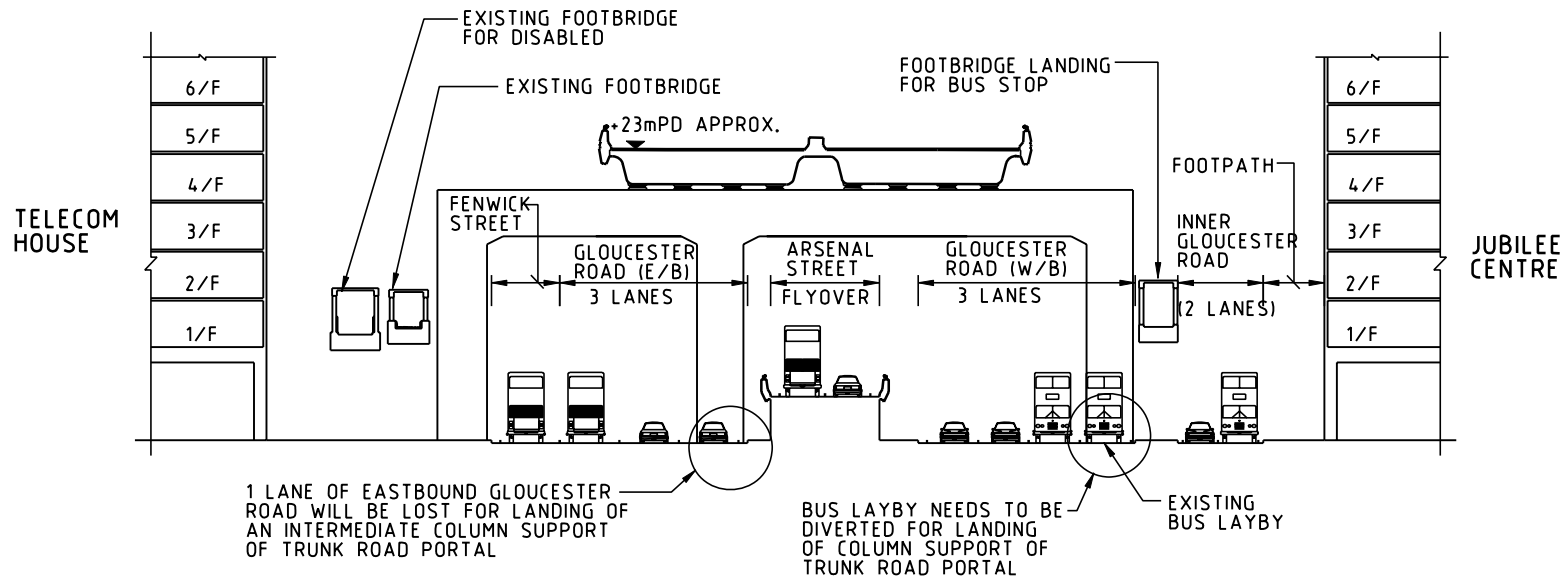 EXISTING FOOTBRIDGE
FOR DISABLED
EXISTING FOOTBRIDGE
FOOTBRIDGE LANDING
FOR BUS STOP
+23mPD APPROX.
6/F
5/F
4/F
3/F
2/F
1/F
TELECOM
HOUSE
FENWICK
STREET
GLOUCESTER
ROAD (E/B)
3 LANES
ARSENAL
STREET
FLYOVER
GLOUCESTER
ROAD (W/B)
3 LANES
INNER
GLOUCESTER
ROAD
(2 LANES)
FOOTPATH
6/F
5/F
4/F
3/F
2/F
1/F
JUBILEE
CENTRE
1 LANE OF EASTBOUND GLOUCESTER
ROAD WILL BE LOST FOR LANDING OF
AN INTERMEDIATE COLUMN SUPPORT
OF TRUNK ROAD PORTAL
BUS LAYBY NEEDS TO BE
DIVERTED FOR LANDING
OF COLUMN SUPPORT OF
TRUNK ROAD PORTAL
EXISTING
BUS LAYBY